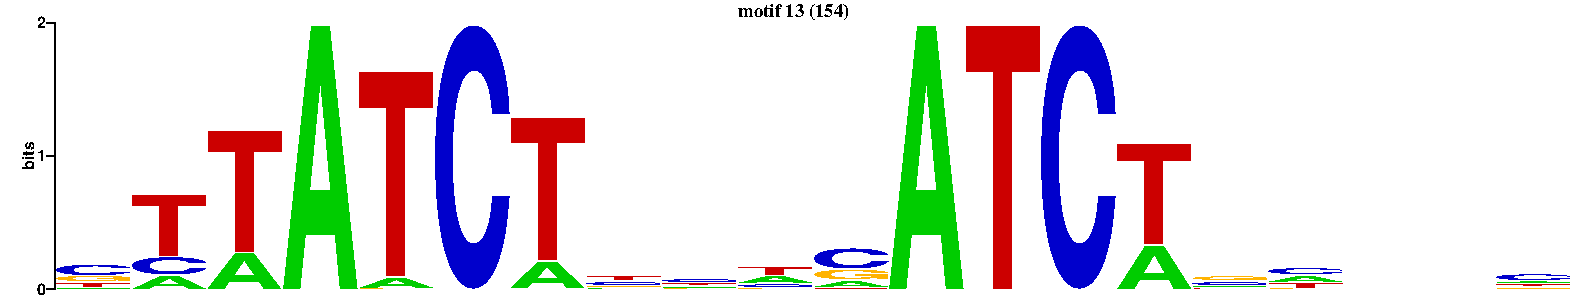 motif 13 (154)
2
bits
1
0
C T T A T C T T C T C A T C T G C C